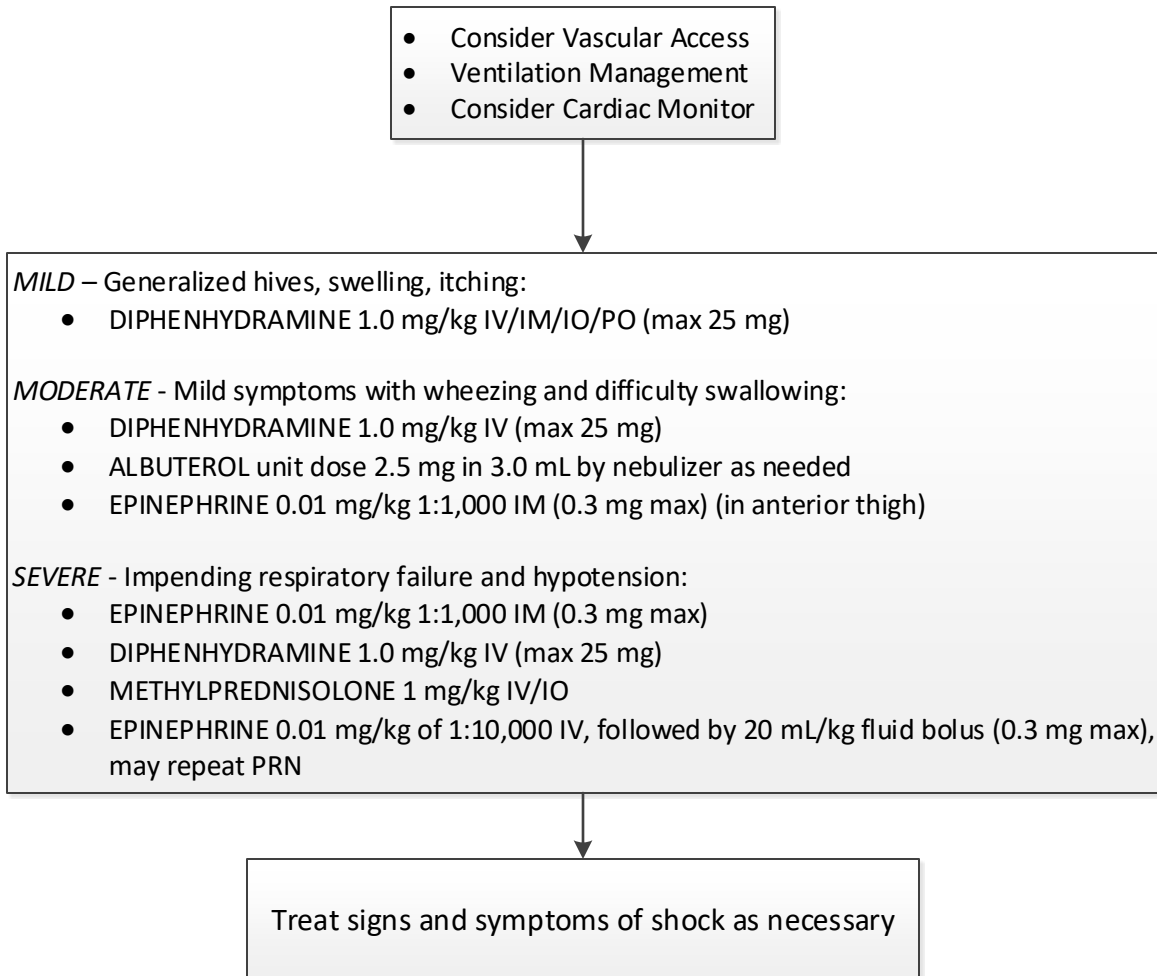 • Consider Vascular Access
• Ventilation Management
• Consider Cardiac Monitor
MILD – Generalized hives, swelling, itching:
• DIPHENHYDRAMINE 1.0 mg/kg IV/IM/IO/PO (max 25 mg)
MODERATE - Mild symptoms with wheezing and difficulty swallowing:
• DIPHENHYDRAMINE 1.0 mg/kg IV (max 25 mg)
• ALBUTEROL unit dose 2.5 mg in 3.0 mL by nebulizer as needed
• EPINEPHRINE 0.01 mg/kg 1:1,000 IM (0.3 mg max) (in anterior thigh)
SEVERE - Impending respiratory failure and hypotension:
• EPINEPHRINE 0.01 mg/kg 1:1,000 IM (0.3 mg max)
• DIPHENHYDRAMINE 1.0 mg/kg IV (max 25 mg)
• METHYLPREDNISOLONE 1 mg/kg IV/IO
• EPINEPHRINE 0.01 mg/kg of 1:10,000 IV, followed by 20 mL/kg fluid bolus (0.3 mg max),
may repeat PRN
Treat signs and symptoms of shock as necessary